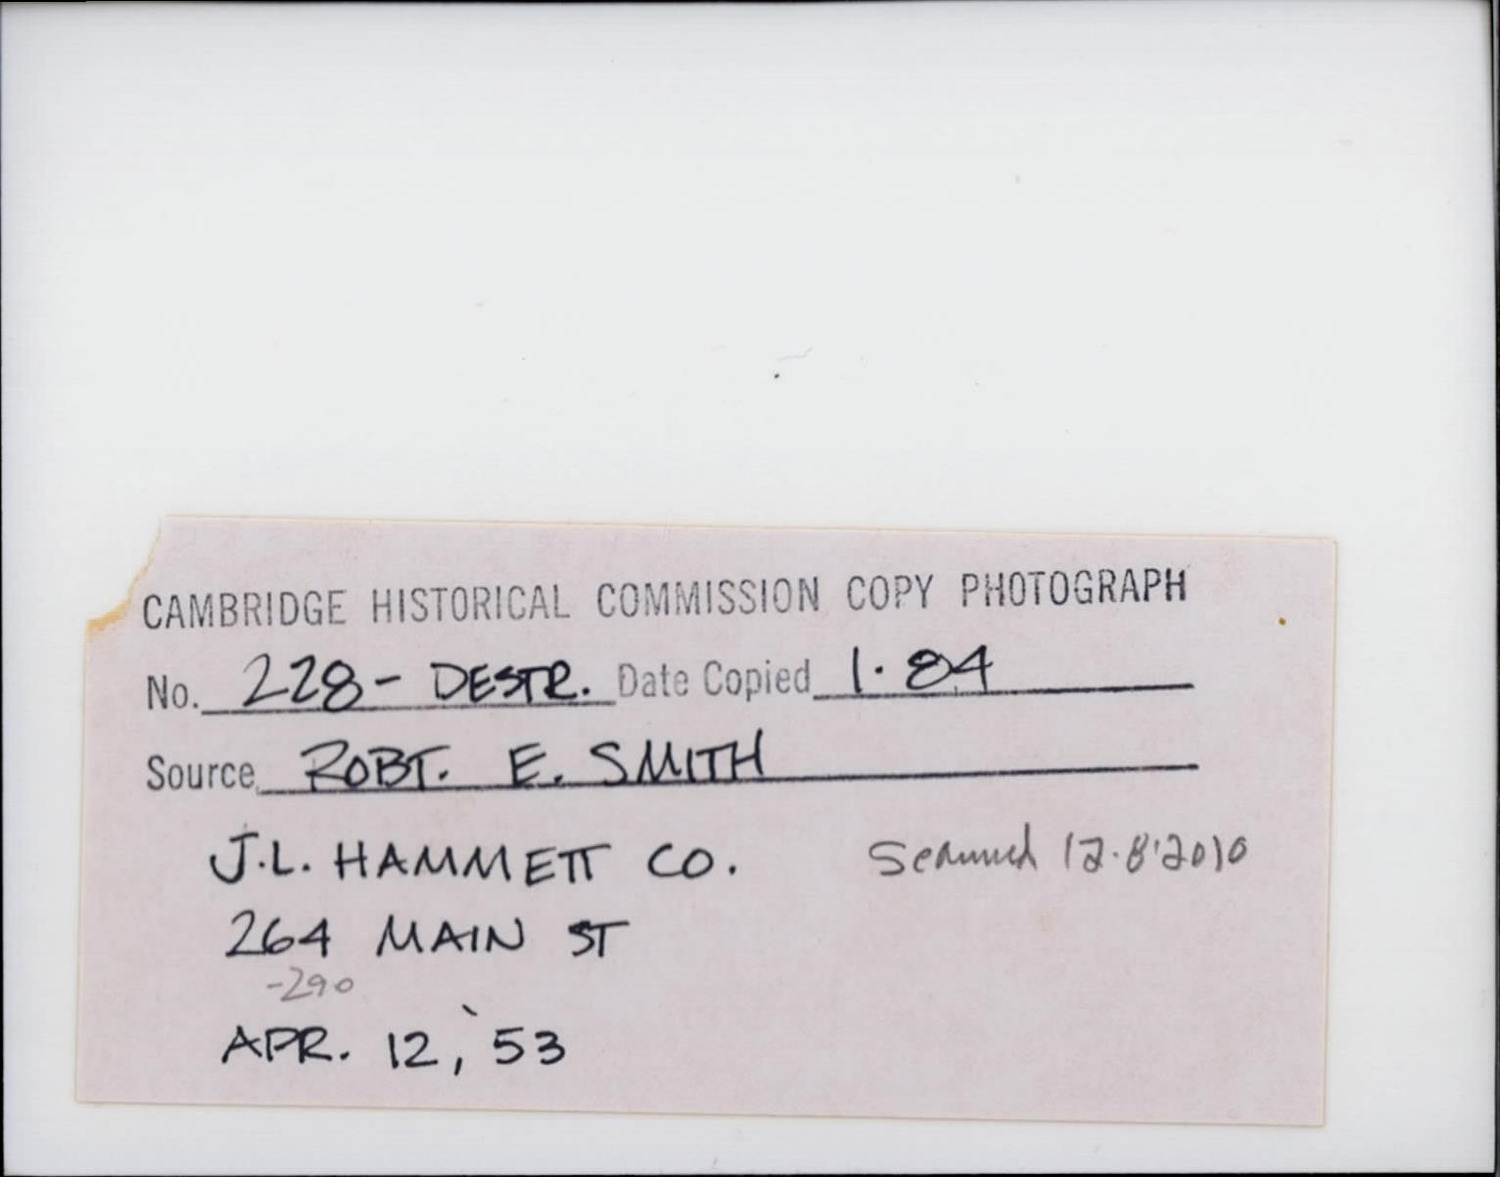 CAMBRIDGE HISTORICAL COMMISSION COPY PHOTOGRAPH
No. 228- DESTR. Date Copied 1.84
Source ROBT. E. SMITH
J.L. HAMMETT CO. Scanned 12.8.2010
264 MAIN ST
-290
APR. 12, '53